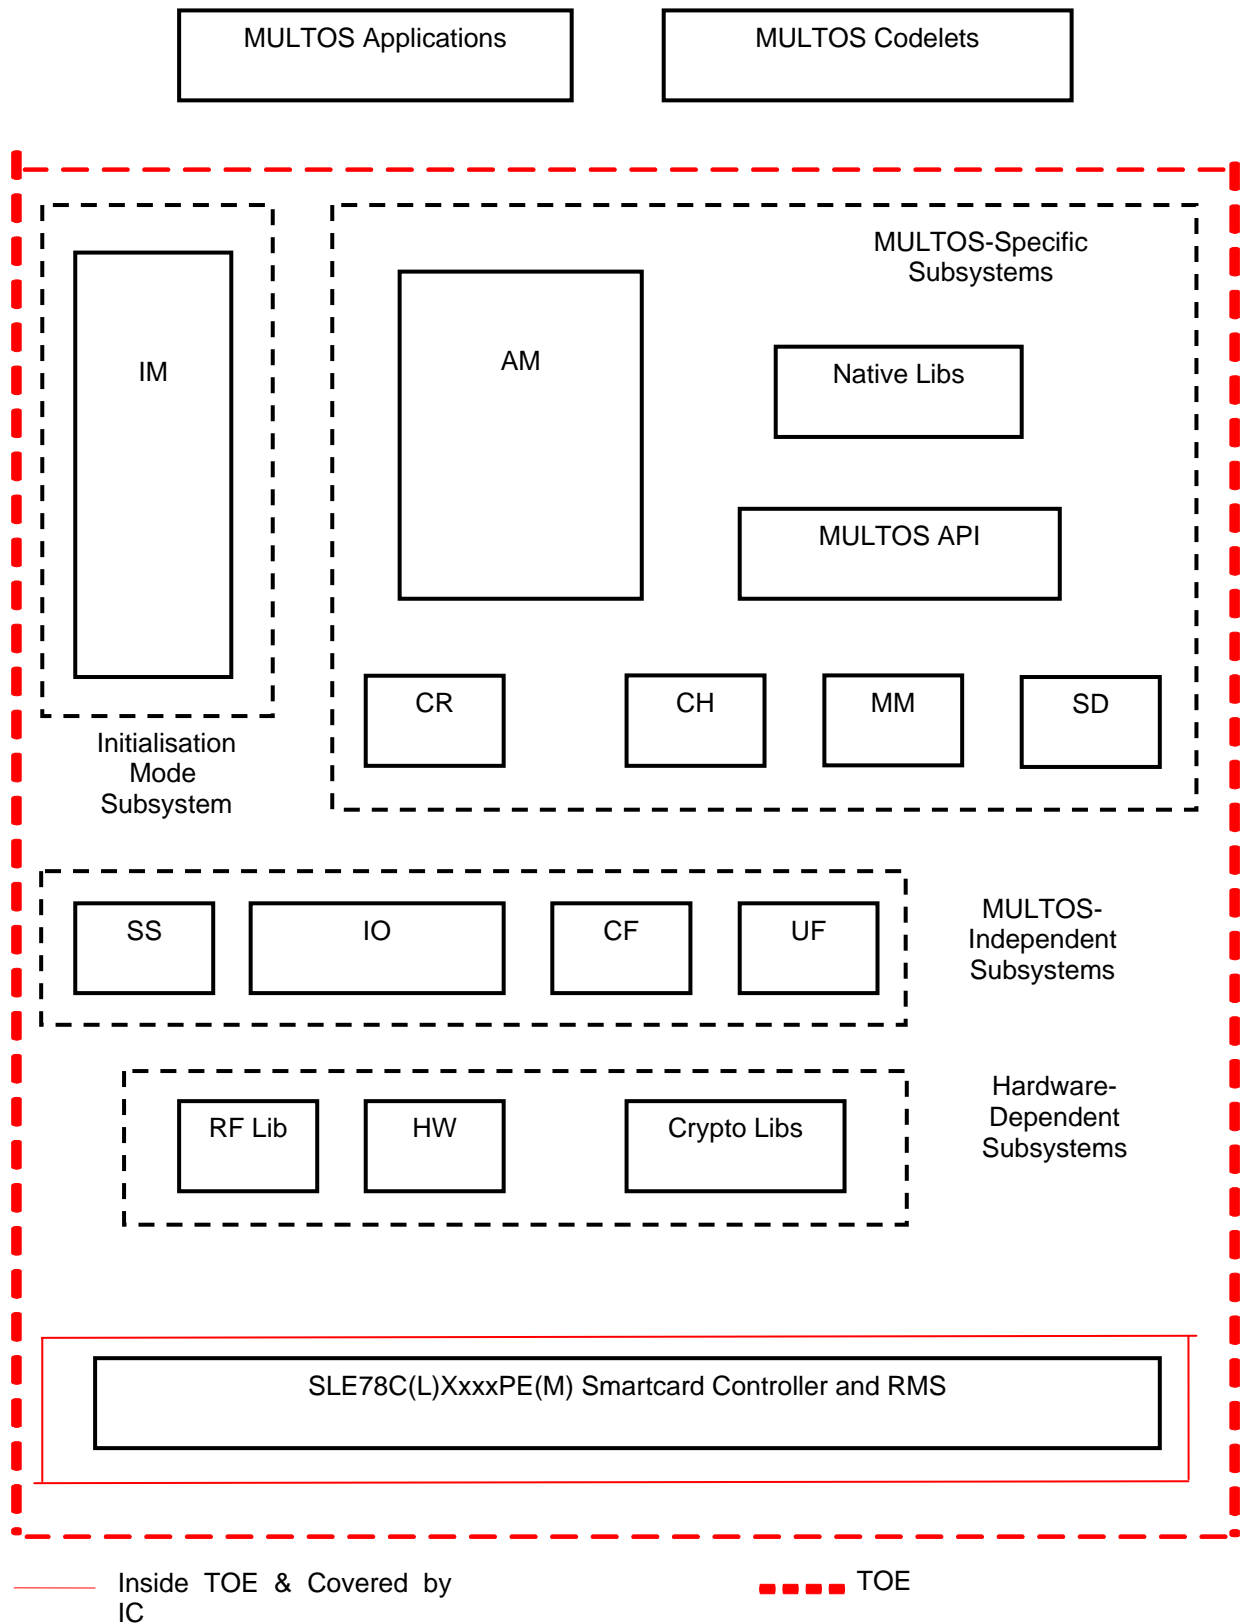 MULTOS Applications
MULTOS Codelets
MULTOS-Specific
Subsystems
IM
AM
Native Libs
MULTOS API
CR
CH
MM
SD
Initialisation
Mode
Subsystem
SS
IO
CF
UF
MULTOS-
Independent
Subsystems
RF Lib
HW
Crypto Libs
Hardware-
Dependent
Subsystems
SLE78C(L)XxxxPE(M) Smartcard Controller and RMS
Inside TOE & Covered by
IC
TOE